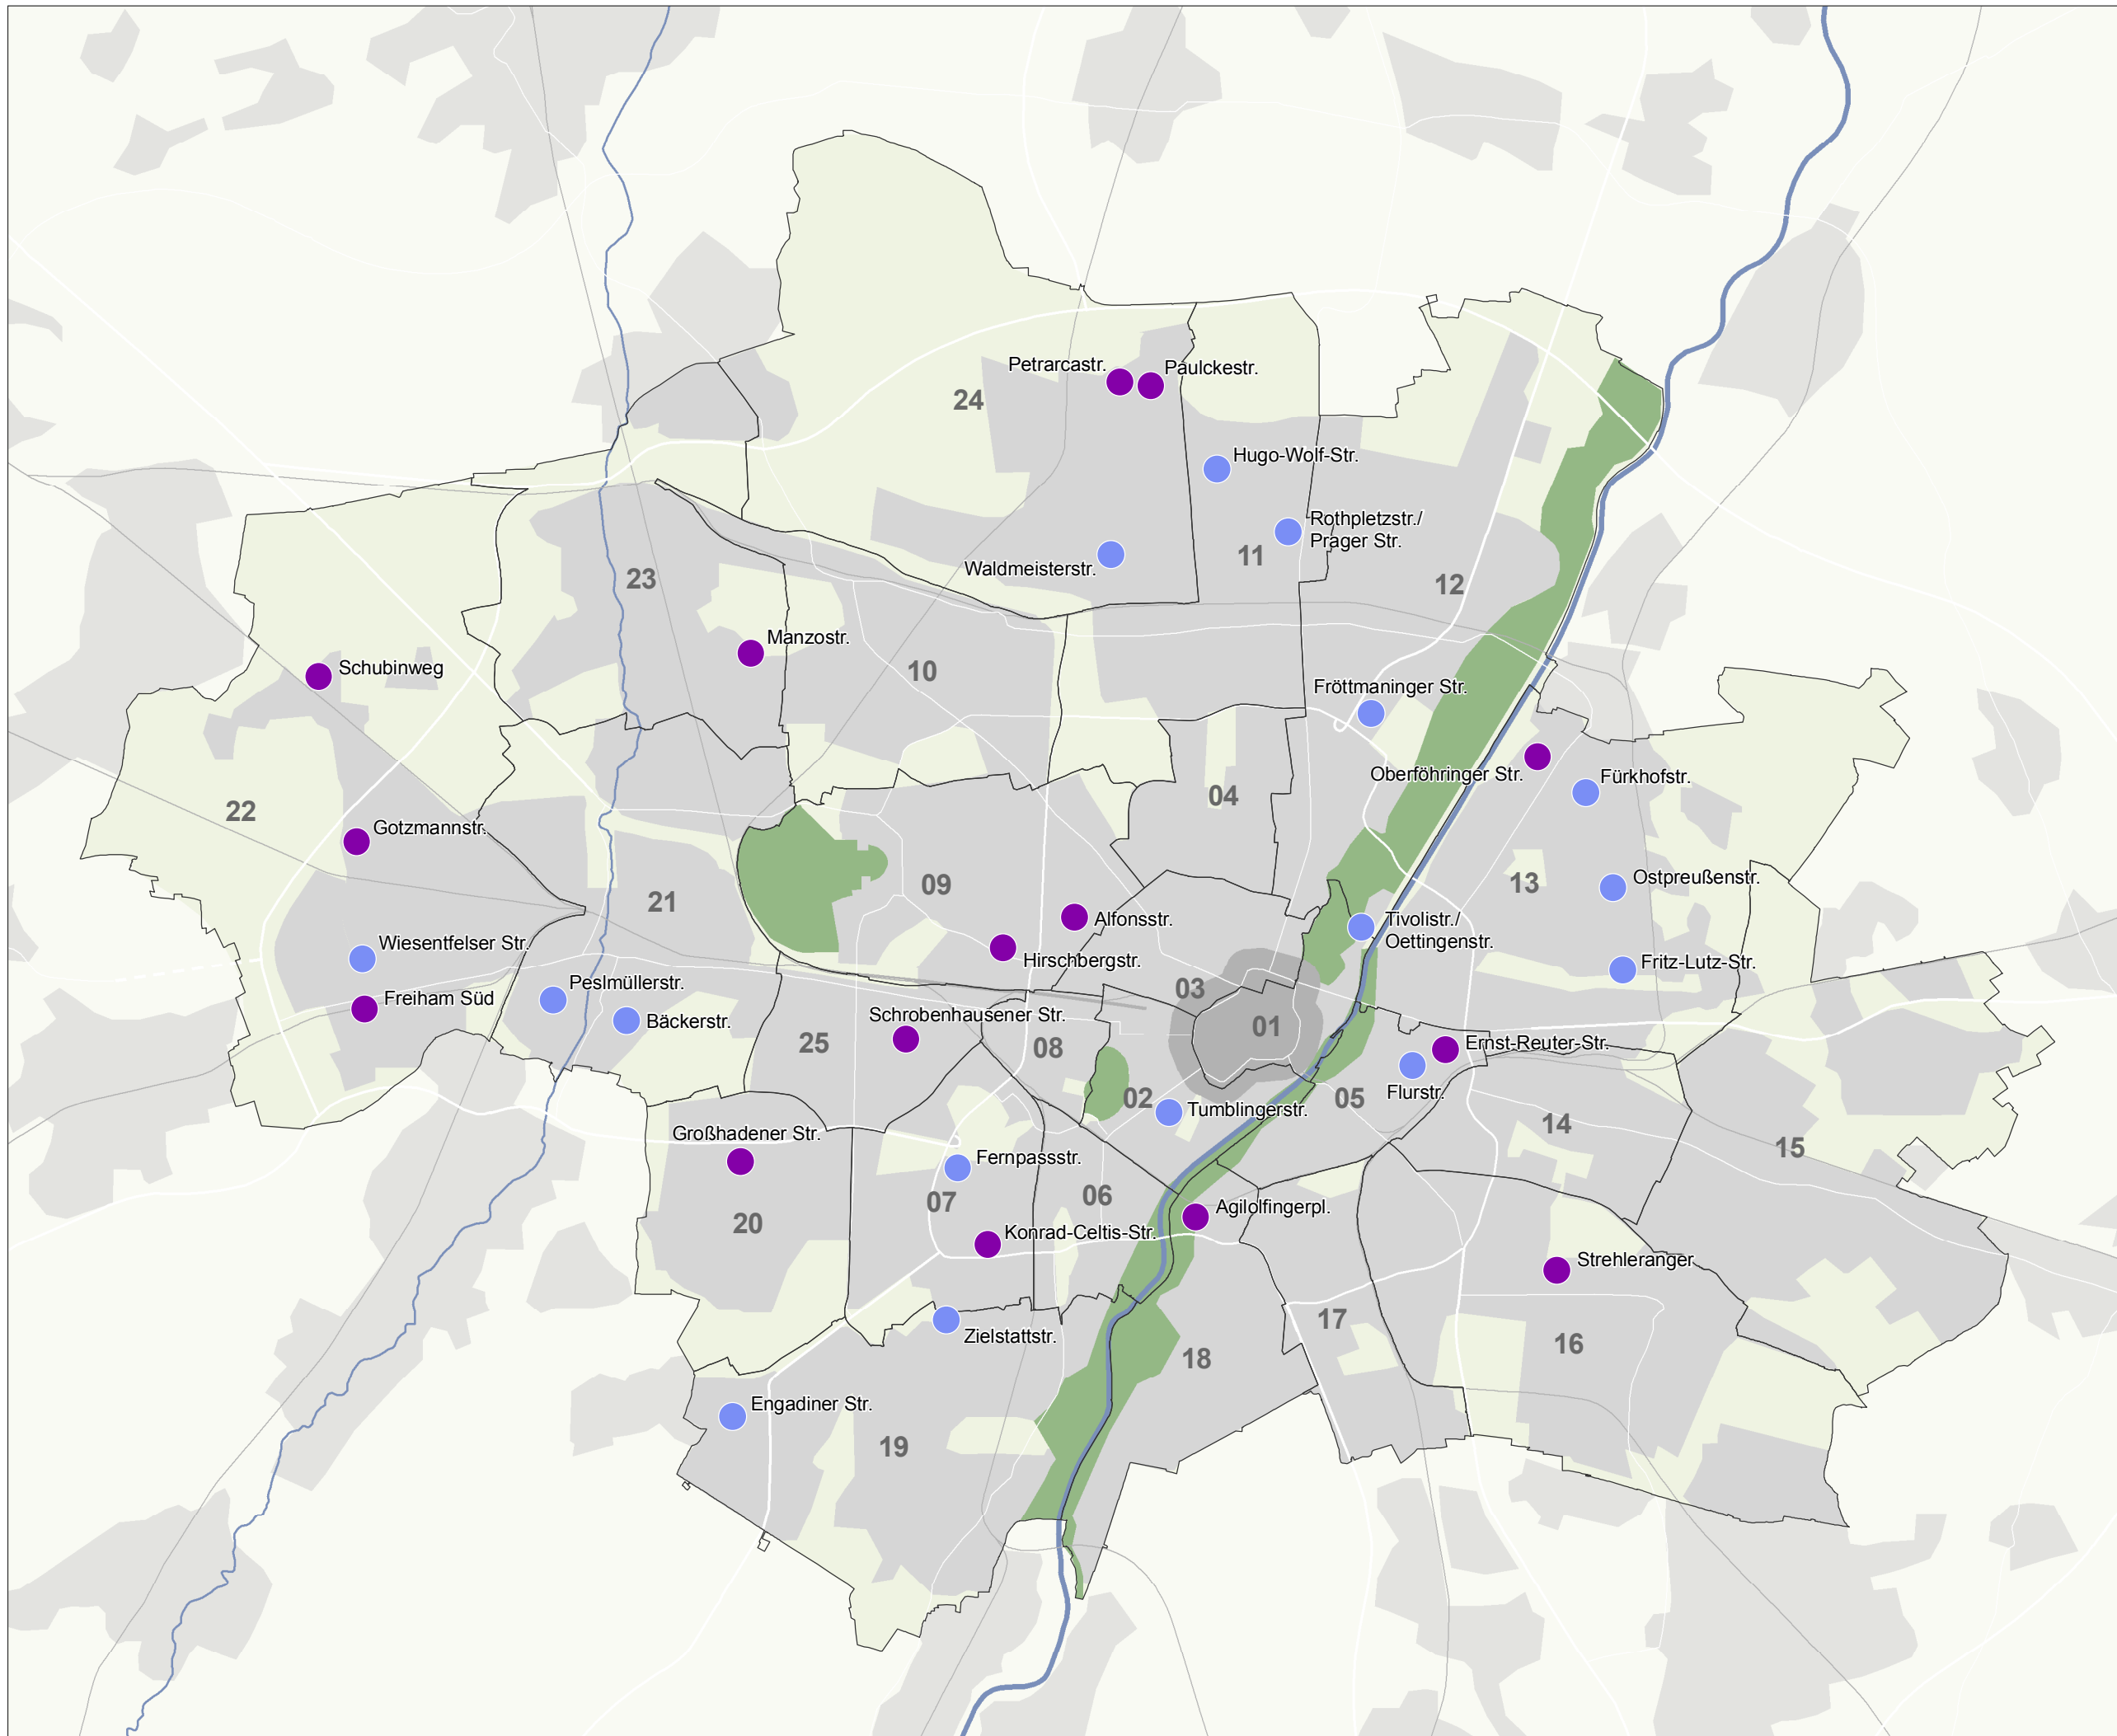 Petrarcastr.
Paulckestr.
24
Hugo-Wolf-Str.
Rothpletzstr./
Prager Str.
11
Waldmeisterstr.
12
23
Manzostr.
Schubinweg
10
Fröttmaninger Str.
Oberföhringer Str.
Fürkhofstr.
04
22
Gotzmannstr.
09
13
Ostpreußenstr.
21
Alfonsstr.
Tivolistr./
Oettingenstr.
Wiesentfelser Str.
Hirschbergstr.
Fritz-Lutz-Str.
Peslmüllerstr.
03
Freiham Süd
Bäckerstr.
Schrobenhausener Str.
01
25
08
Ernst-Reuter-Str.
Flurstr.
02
05
Tumblingerstr.
14
Großhadener Str.
15
Fernpassstr.
07
06
Agilolfingerpl.
20
Konrad-Celtis-Str.
Strehleranger
17
Zielstattstr.
16
18
Engadiner Str.
19